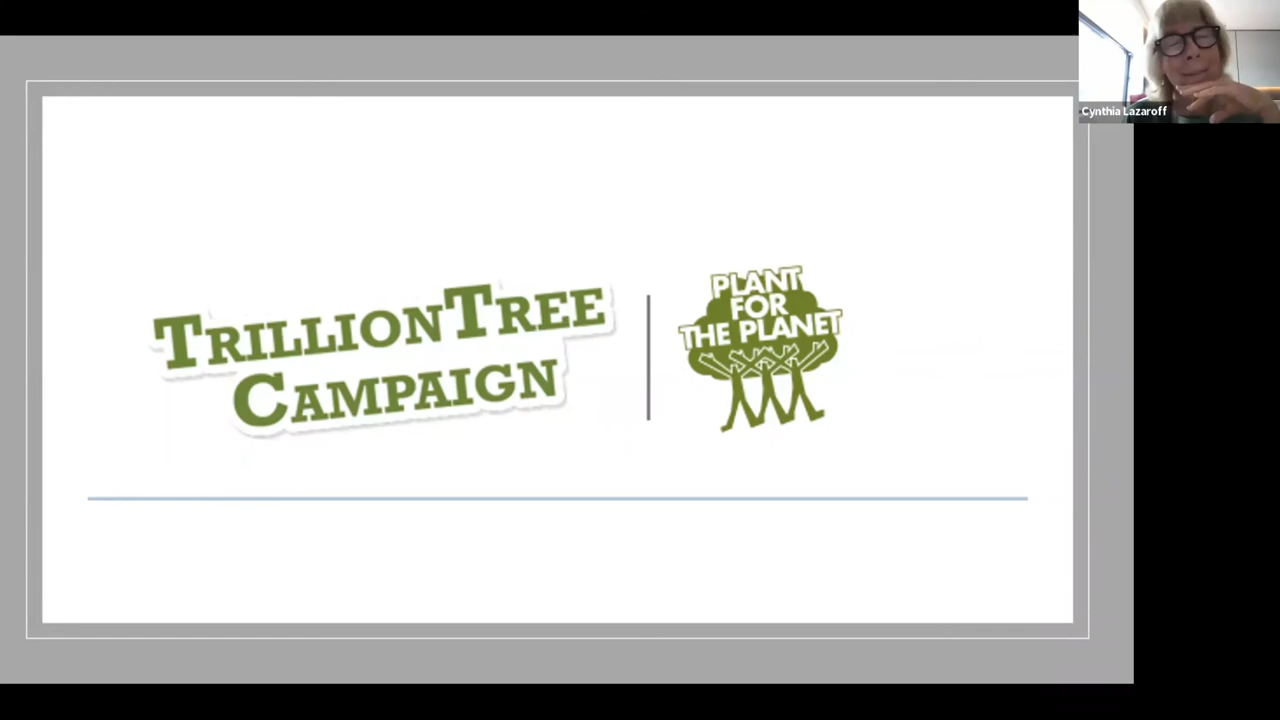 TRILLIONTREE
CAMPAIGN
PLANT
FOR
THE PLANET
Cynthia Lazaroff